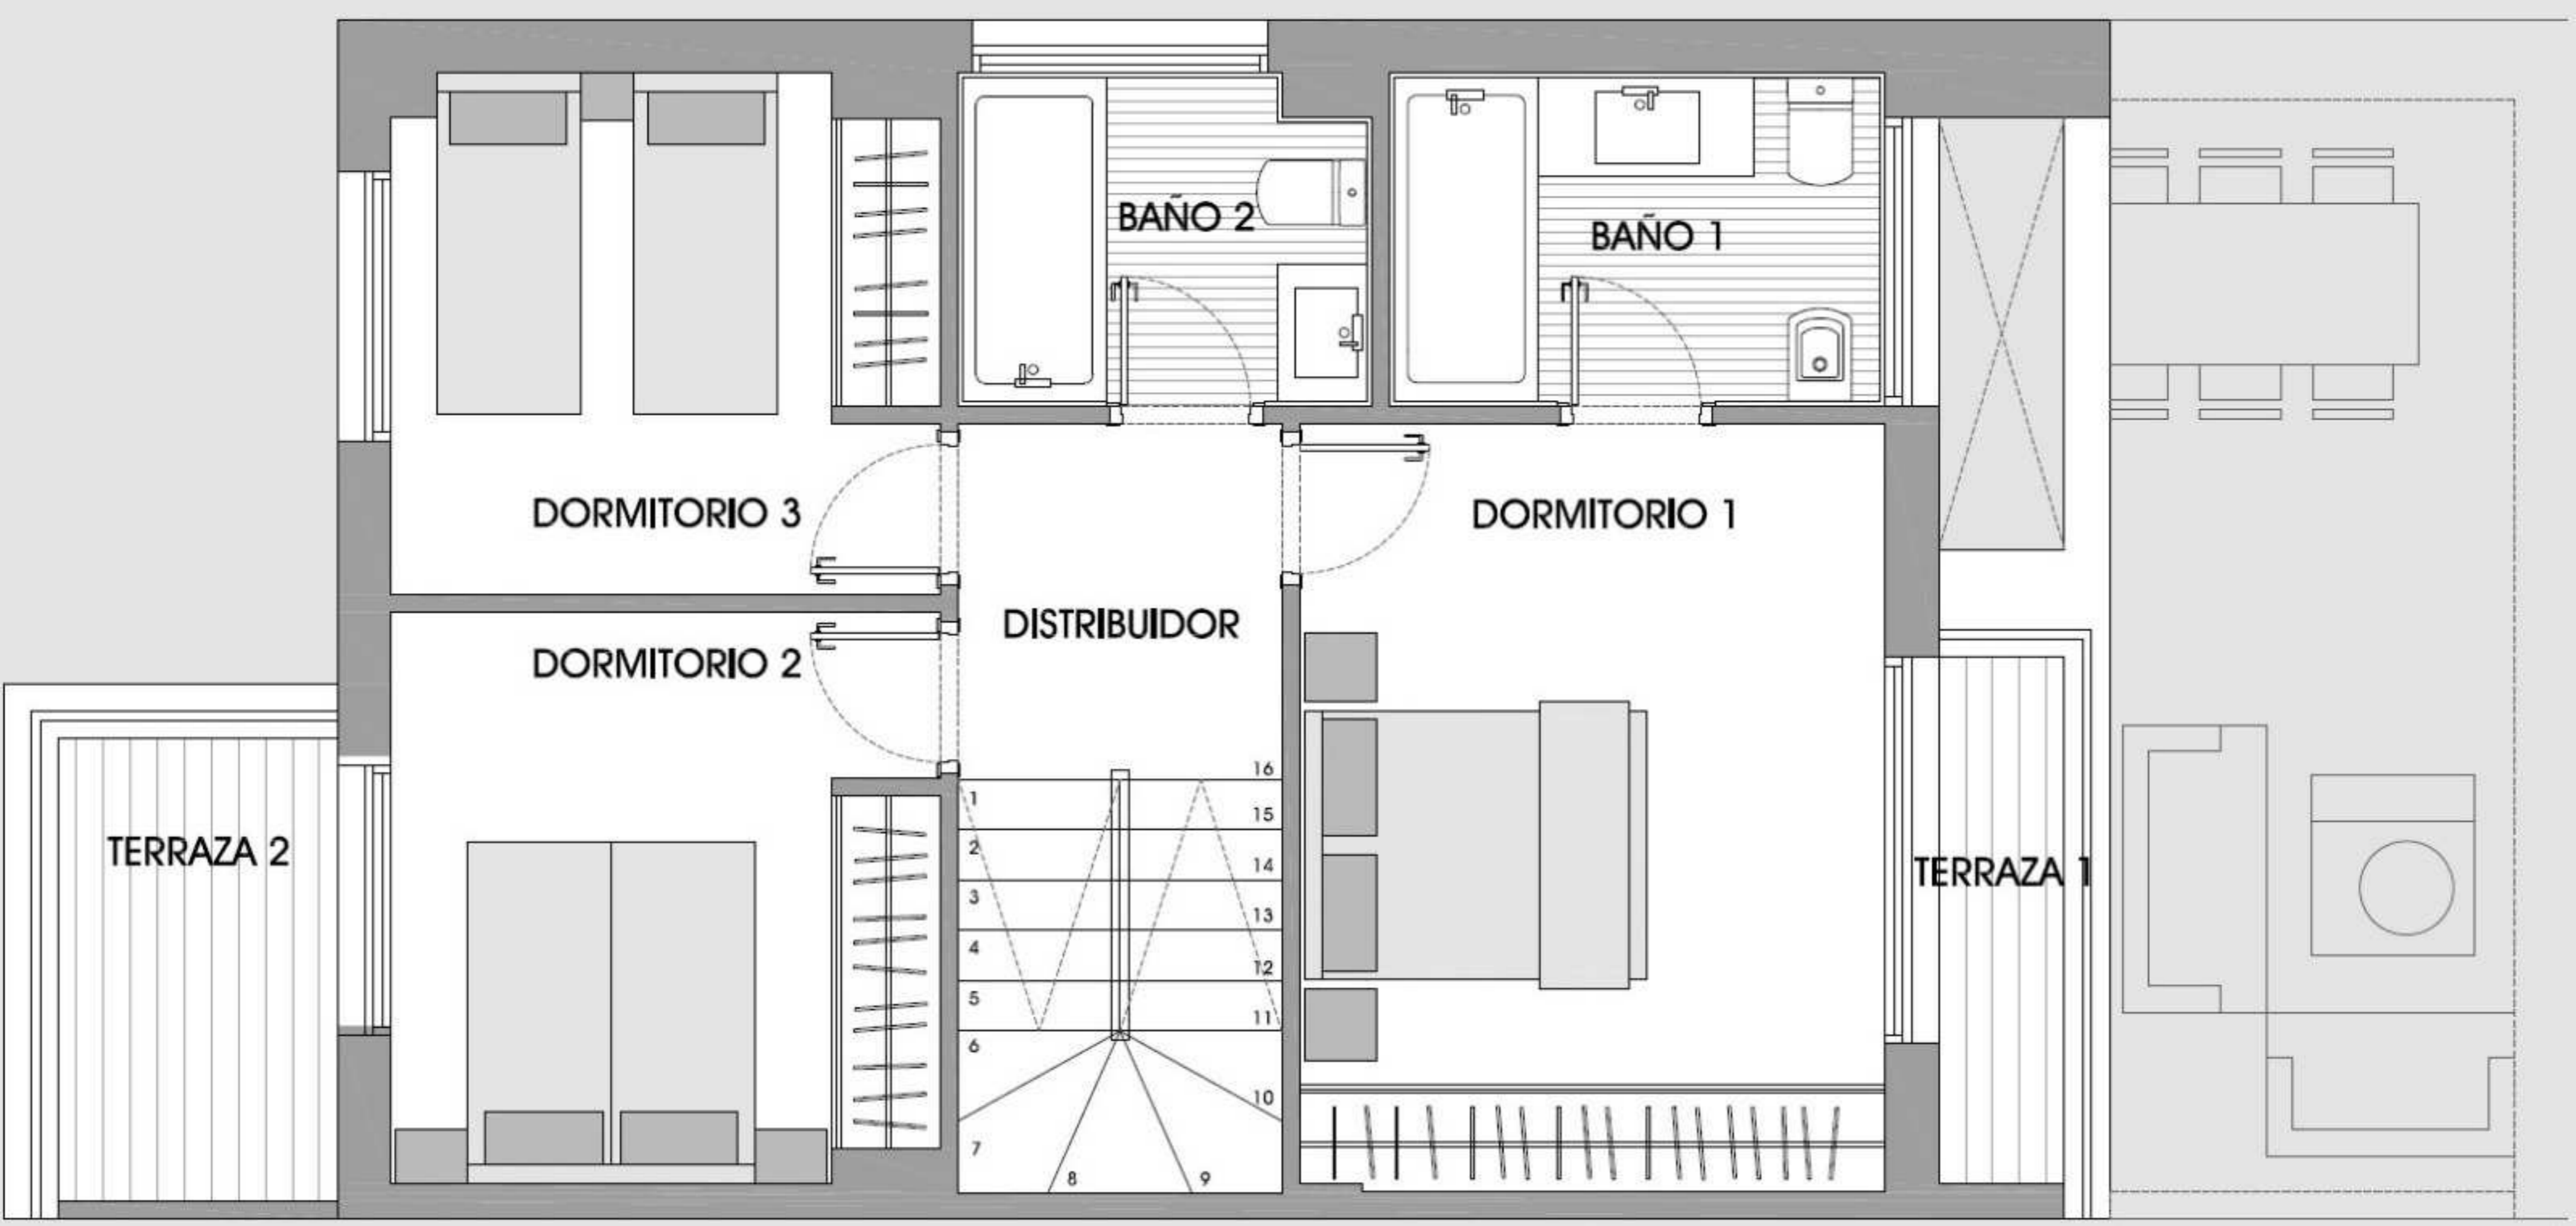 BAÑO 2
BAÑO 1
DORMITORIO 3
DORMITORIO 1
DISTRIBUIDOR
DORMITORIO 2
TERRAZA 2
TERRAZA 1
16
1
15
2
14
3
13
4
12
5
11
6
10
7
8
9